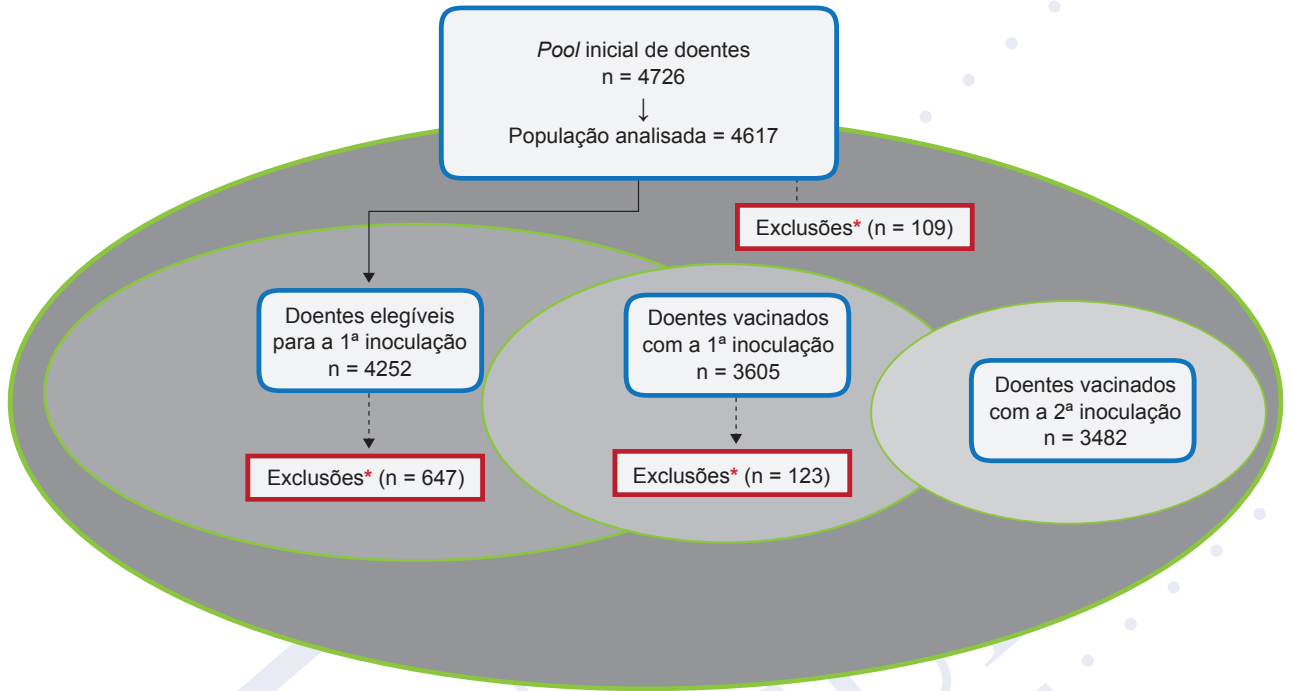 Pool inicial de doentes
n = 4726
↓
População analisada = 4617
Exclusões* (n = 109)
Doentes elegíveis
para a 1ª inoculação
n = 4252
Exclusões* (n = 647)
Doentes vacinados
com a 1ª inoculação
n = 3605
Exclusões* (n = 123)
Doentes vacinados
com a 2ª inoculação
n = 3482